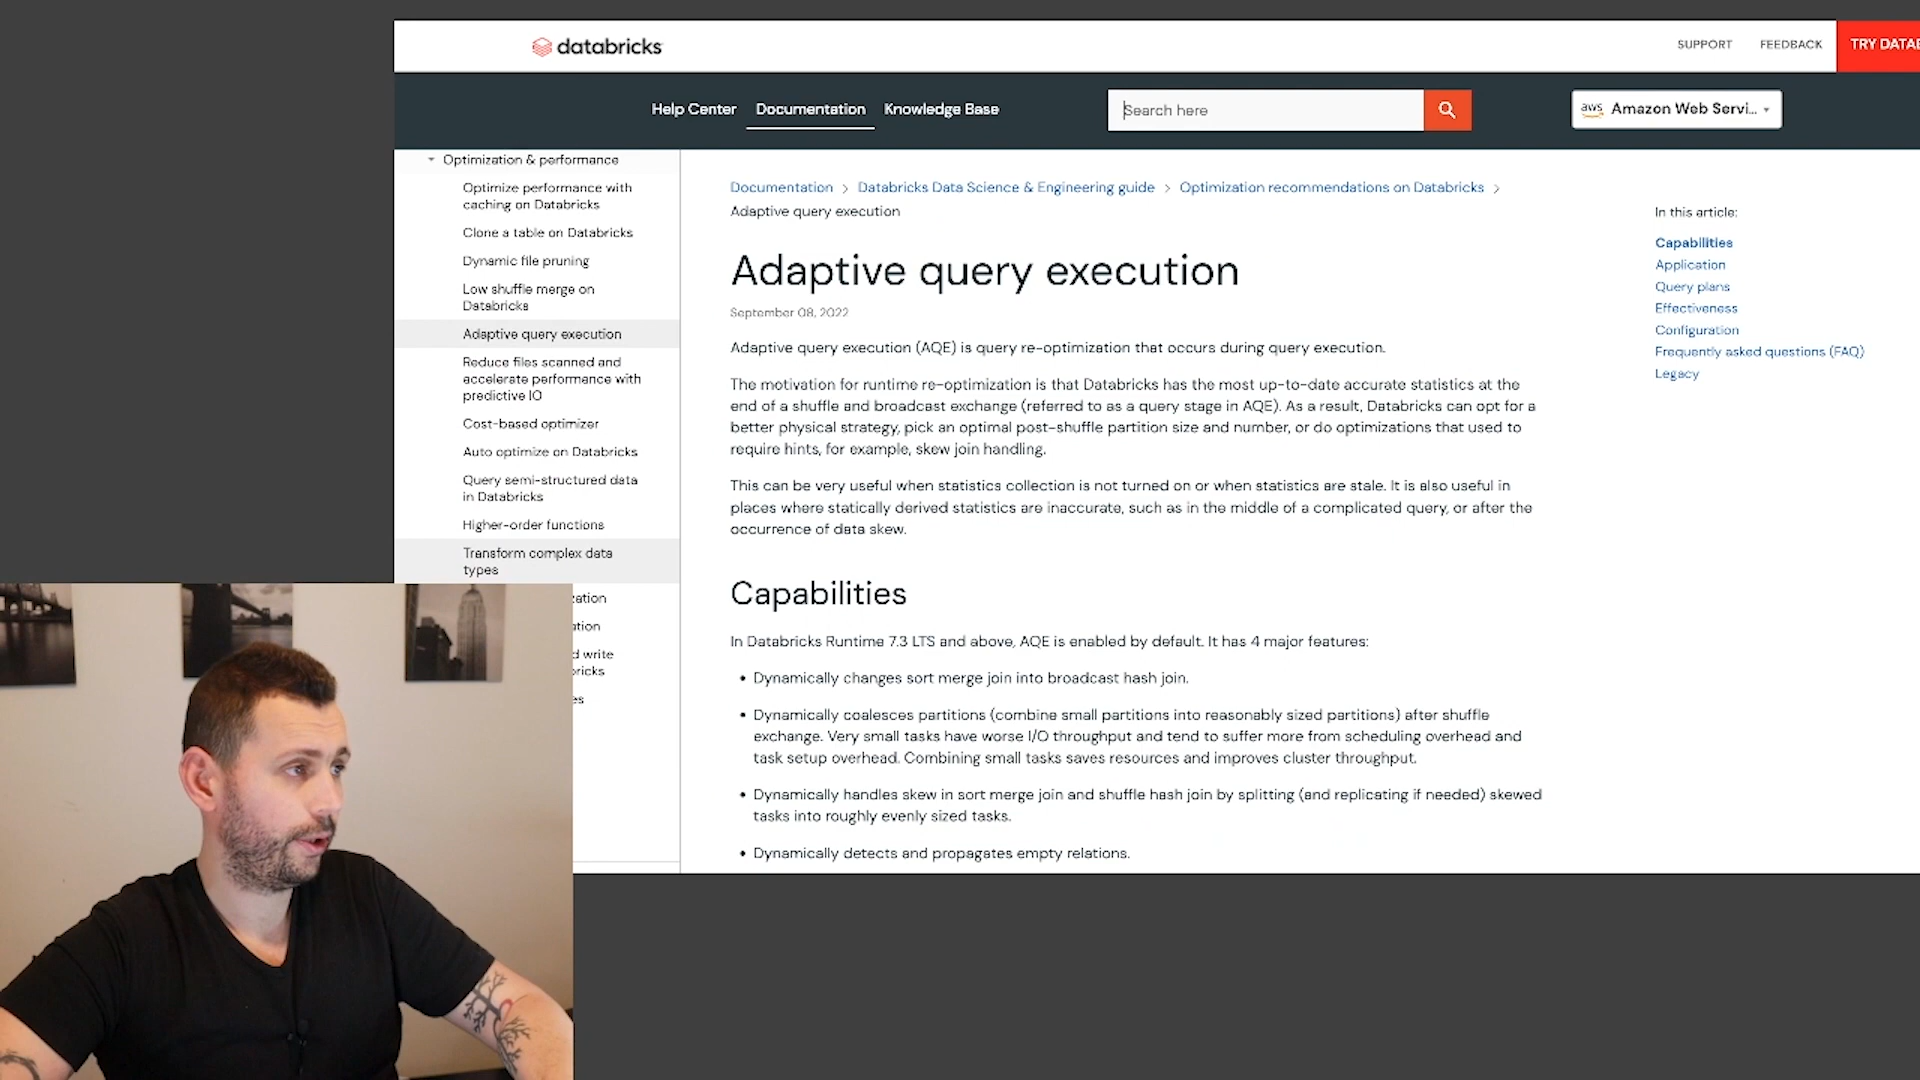 databricks
SUPPORT
FEEDBACK
TRY DATAB
Help Center
Documentation
Knowledge Base
Search here
aws Amazon Web Servi...
Optimization & performance
Optimize performance with
caching on Databricks
Clone a table on Databricks
Dynamic file pruning
Low shuffle merge on
Databricks
Adaptive query execution
Reduce files scanned and
accelerate performance with
predictive IO
Cost-based optimizer
Auto optimize on Databricks
Query semi-structured data
in Databricks
Higher-order functions
Transform complex data
types
zation
ation
d write
bricks
es
Documentation > Databricks Data Science & Engineering guide > Optimization recommendations on Databricks >
Adaptive query execution
Adaptive query execution
September 08, 2022
Adaptive query execution (AQE) is query re-optimization that occurs during query execution.
The motivation for runtime re-optimization is that Databricks has the most up-to-date accurate statistics at the
end of a shuffle and broadcast exchange (referred to as a query stage in AQE). As a result, Databricks can opt for a
better physical strategy, pick an optimal post-shuffle partition size and number, or do optimizations that used to
require hints, for example, skew join handling.
This can be very useful when statistics collection is not turned on or when statistics are stale. It is also useful in
places where statically derived statistics are inaccurate, such as in the middle of a complicated query, or after the
occurrence of data skew.
Capabilities
In Databricks Runtime 7.3 LTS and above, AQE is enabled by default. It has 4 major features:
• Dynamically changes sort merge join into broadcast hash join.
• Dynamically coalesces partitions (combine small partitions into reasonably sized partitions) after shuffle
exchange. Very small tasks have worse I/O throughput and tend to suffer more from scheduling overhead and
task setup overhead. Combining small tasks saves resources and improves cluster throughput.
• Dynamically handles skew in sort merge join and shuffle hash join by splitting (and replicating if needed) skewed
tasks into roughly evenly sized tasks.
• Dynamically detects and propagates empty relations.
In this article:
Capabilities
Application
Query plans
Effectiveness
Configuration
Frequently asked questions (FAQ)
Legacy